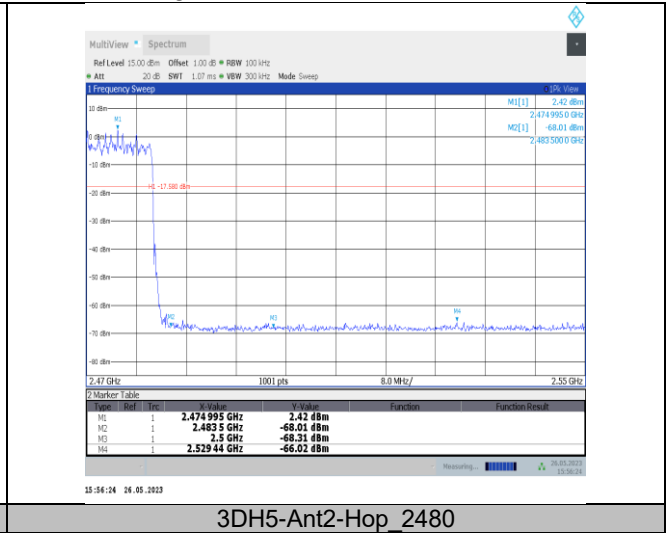 MultiView Spectrum
Ref Level 15.00 dBm Offset 1.00 dB RBW 100 kHz
Att 20 dB SWT 1.07 ms VBW 300 kHz Mode Sweep
1 Frequency Sweep 1Pk View
M1[1] 2.42 dBm
10 dBm
2.4749950 GHz
M1
M2[1] -68.01 dBm
0 dBm
2.4835000 GHz
-10 dBm
H1 -17.580 dBm
-20 dBm
-30 dBm
-40 dBm
-50 dBm
-60 dBm
M2 M3 M4
-70 dBm
-80 dBm
2.47 GHz 1001 pts 8.0 MHz/ 2.55 GHz
2 Marker Table
Type Ref Trc X-Value Y-Value Function Function Result
M1 1 2.474 995 GHz 2.42 dBm
M2 1 2.483 5 GHz -68.01 dBm
M3 1 2.5 GHz -68.31 dBm
M4 1 2.529 44 GHz -66.02 dBm
Measuring... 26.05.2023
15:56:24
15:56:24 26.05.2023
3DH5-Ant2-Hop_2480